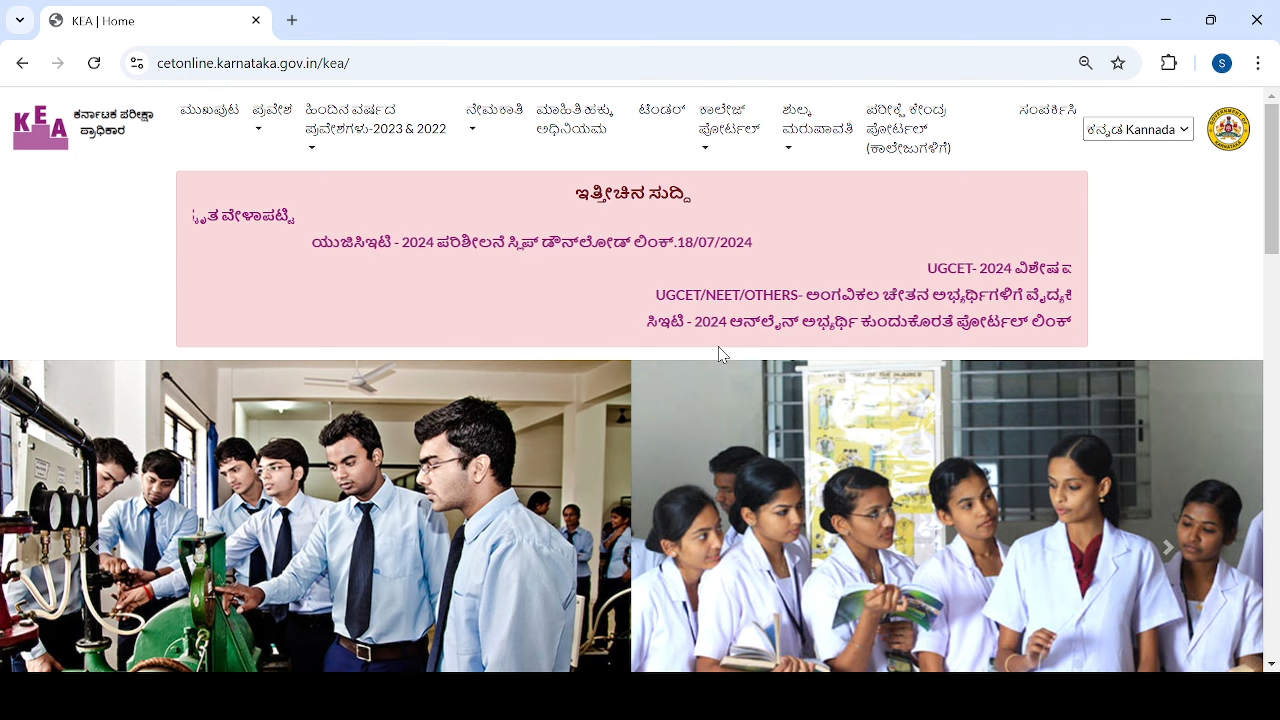 KEA | Home
cetonline.karnataka.gov.in/kea/
S
KEA
ಕರ್ನಾಟಕ ಪರೀಕ್ಷಾ
ಪ್ರಾಧಿಕಾರ
ಮುಖಪುಟ
ಪ್ರವೇಶ
ಹಿಂದಿನ ವರ್ಷದ
ಪ್ರವೇಶಗಳು-2023 & 2022
ನೇಮಕಾತಿ
ಮಾಹಿತಿ ಹಕ್ಕು
ಅಧಿನಿಯಮ
ಟೆಂಡರ್
ಕಾಲೇಜ್
ಪೋರ್ಟಲ್
ಶುಲ್ಕ
ಮರುಪಾವತಿ
ಪರೀಕ್ಷೆ ಕೇಂದ್ರ
ಪೋರ್ಟಲ್
(ಕಾಲೇಜುಗಳಿಗೆ)
ಸಂಪರ್ಕಿಸಿ
ಕನ್ನಡ Kannada
ಇತ್ತೀಚಿನ ಸುದ್ದಿ
ವೇಳಾಪಟ್ಟಿ
ಯುಜಿಸಿಇಟಿ - 2024 ಪರಿಶೀಲನೆ ಸ್ಲಿಪ್ ಡೌನ್‌ಲೋಡ್ ಲಿಂಕ್.18/07/2024
UGCET- 2024 ವಿಶೇಷ
UGCET/NEET/OTHERS- ಅಂಗವಿಕಲ ಚೇತನ ಅಭ್ಯರ್ಥಿಗಳಿಗೆ
ಸಿಇಟಿ - 2024 ಆನ್‌ಲೈನ್ ಅಭ್ಯರ್ಥಿ ಕುಂದುಕೊರತೆ ಪೋರ್ಟಲ್ ಲಿಂಕ್